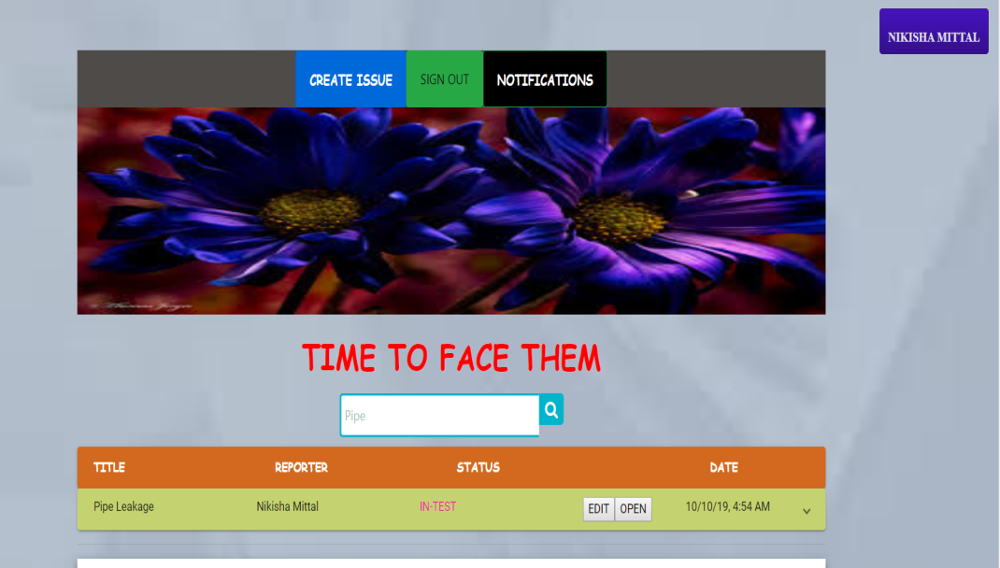 NIKISHA MITTAL
CREATE ISSUE SIGN OUT NOTIFICATIONS
TIME TO FACE THEM
Pipe
TITLE REPORTER STATUS DATE
Pipe Leakage Nikisha Mittal IN-TEST EDIT OPEN 10/10/19, 4:54 AM